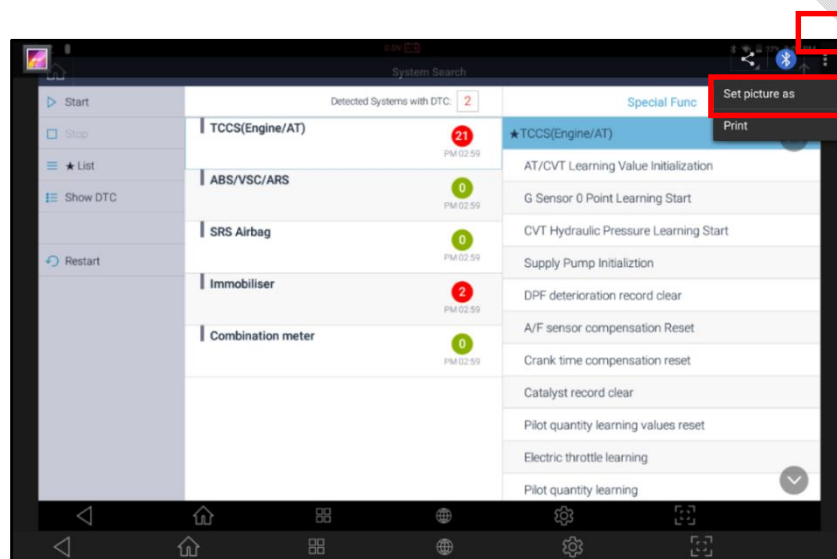 0.0V
System Search
Start
Stop
★ List
Show DTC
Restart
Detected Systems with DTC: 2
TCCS(Engine/AT)
21
PM 02:59
ABS/VSC/ARS
0
PM 02:59
SRS Airbag
0
PM 02:59
Immobiliser
2
PM 02:59
Combination meter
0
PM 02:59
Special Func
Set picture as
Print
★TCCS(Engine/AT)
AT/CVT Learning Value Initialization
G Sensor 0 Point Learning Start
CVT Hydraulic Pressure Learning Start
Supply Pump Initializtion
DPF deterioration record clear
A/F sensor compensation Reset
Crank time compensation reset
Catalyst record clear
Pilot quantity learning values reset
Electric throttle learning
Pilot quantity learning